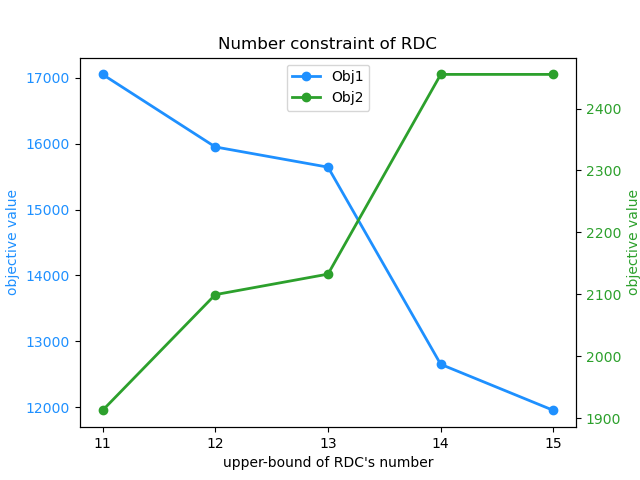 Number constraint of RDC
Obj1
Obj2
17000
16000
15000
14000
13000
12000
objective value
2400
2300
2200
2100
2000
1900
objective value
11 12 13 14 15
upper-bound of RDC's number